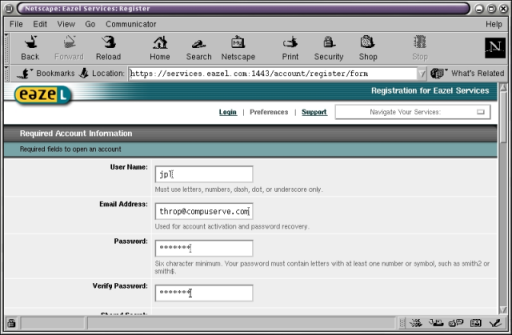 Netscape: Eazel Services: Register
File Edit View Go Communicator Help
Back Forward Reload Home Search Netscape Print Security Shop Stop
N
Bookmarks Location: https://services.eazel.com:1443/account/register/form What's Related
eazel
Registration for Eazel Services
Login | Preferences | Support Navigate Your Services:
Required Account Information
Required fields to open an account
User Name:
jpl
Must use letters, numbers, dash, dot, or underscore only.
Email Address:
throp@compuserve.com
Used for account activation and password recovery.
Password:
*******
Six character minimum. Your password must contain letters with at least one number or symbol, such as smith2 or
smith$.
Verify Password:
*******